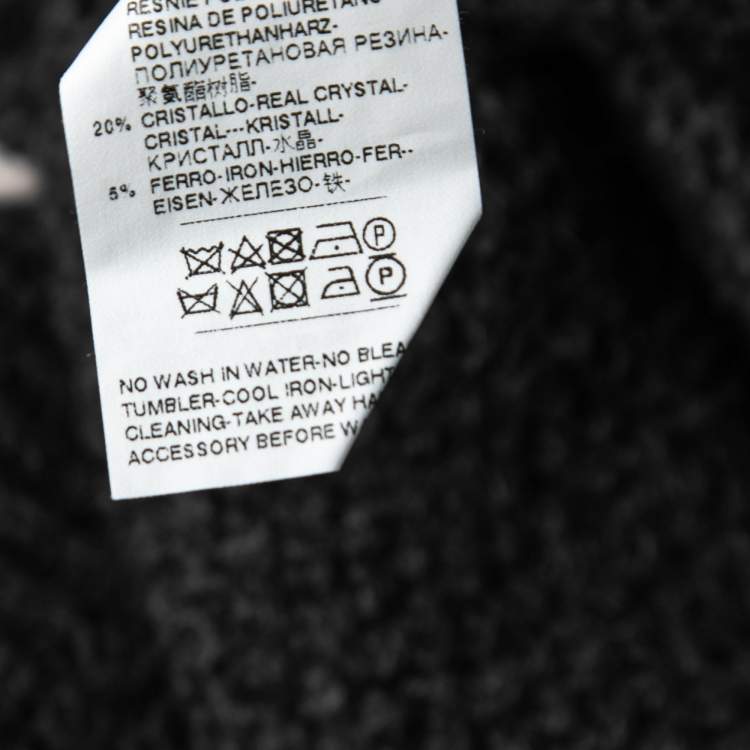 RESINA DE POLIURETANO
POLYURETHANHARZ-
ПОЛИУРЕТАНОВАЯ РЕЗИНА-
聚氨酯树脂-
20% CRISTALLO-REAL CRYSTAL-
CRISTAL---KRISTALL-
КРИСТАЛЛ-水晶-
5% FERRO-IRON-HIERRO-FER--
EISEN-ЖЕЛЕЗО-铁-
P
P
NO WASH IN WATER-NO
TUMBLER-COOL IRON-LIGHT
CLEANING-TAKE AWAY
ACCESSORY BEFORE